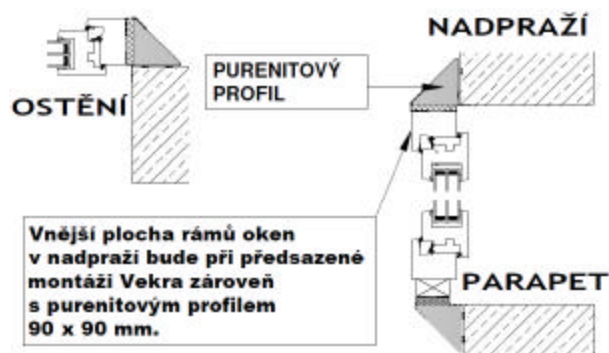 NADPRAŽÍ
PURENITOVÝ
PROFIL
OSTĚNÍ
Vnější plocha rámů oken
v nadpraží bude při předsazené
montáži Vekra zároveň
s purenitovým profilem
90 x 90 mm.
PARAPET